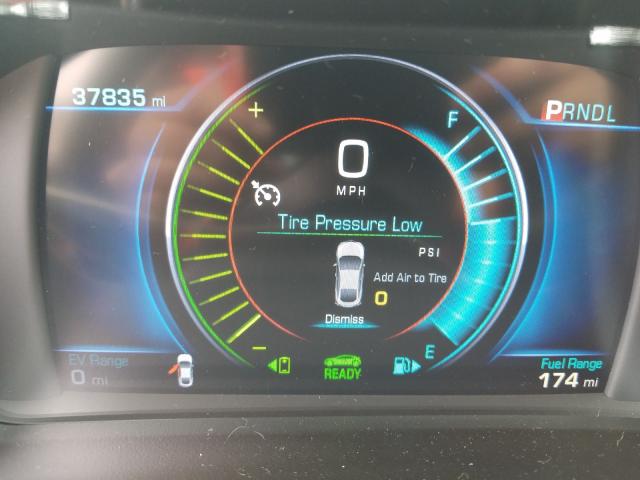 37835 mi
+
F
PRNDL
0
MPH
Tire Pressure Low
PSI
Add Air to Tire
0
Dismiss
-
E
EV Range
0 mi
READY
Fuel Range
174 mi